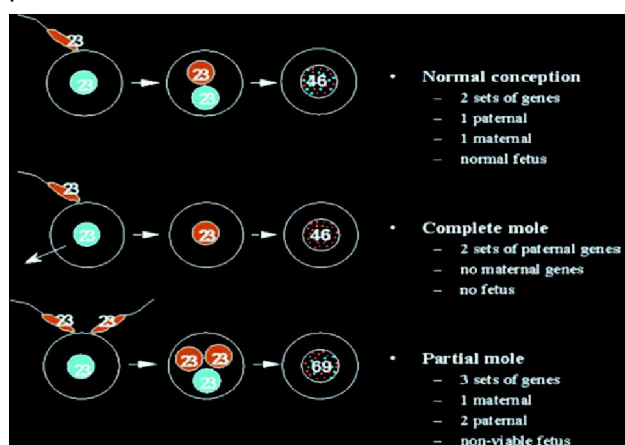 23
23
23
23
46
• Normal conception
– 2 sets of genes
– 1 paternal
– 1 maternal
– normal fetus
23
23
23
46
• Complete mole
– 2 sets of paternal genes
– no maternal genes
– no fetus
23 23
23
23 23
23
69
• Partial mole
– 3 sets of genes
– 1 maternal
– 2 paternal
– non-viable fetus